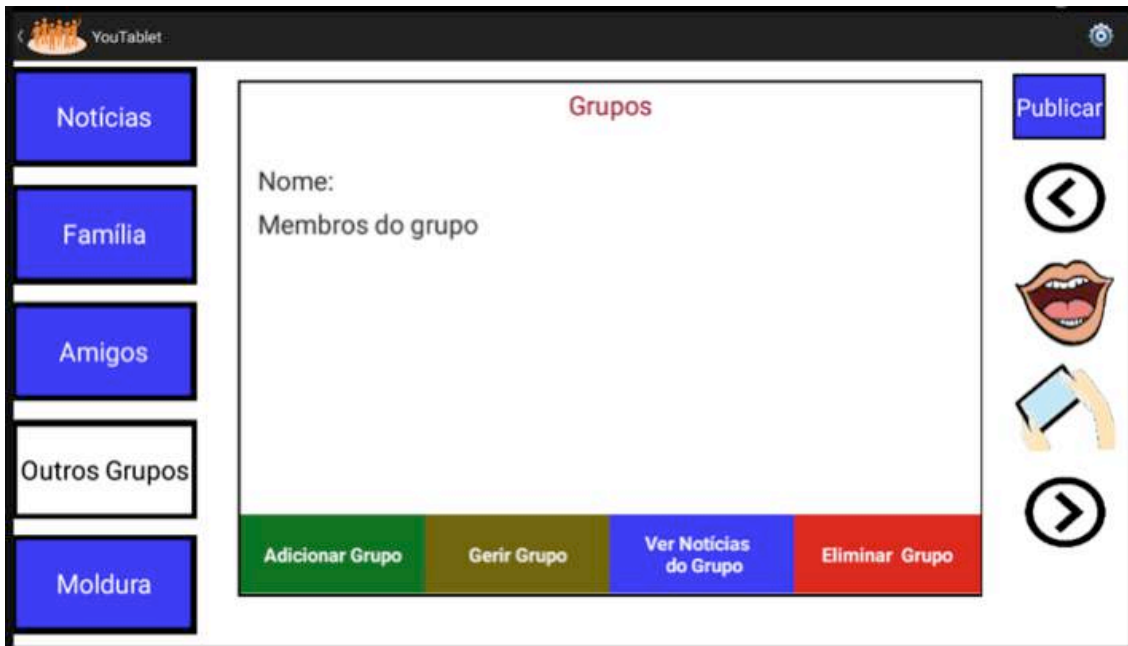 YouTablet
Notícias
Família
Amigos
Outros Grupos
Moldura
Grupos
Nome:
Membros do grupo
Adicionar Grupo
Gerir Grupo
Ver Notícias
do Grupo
Eliminar Grupo
Publicar